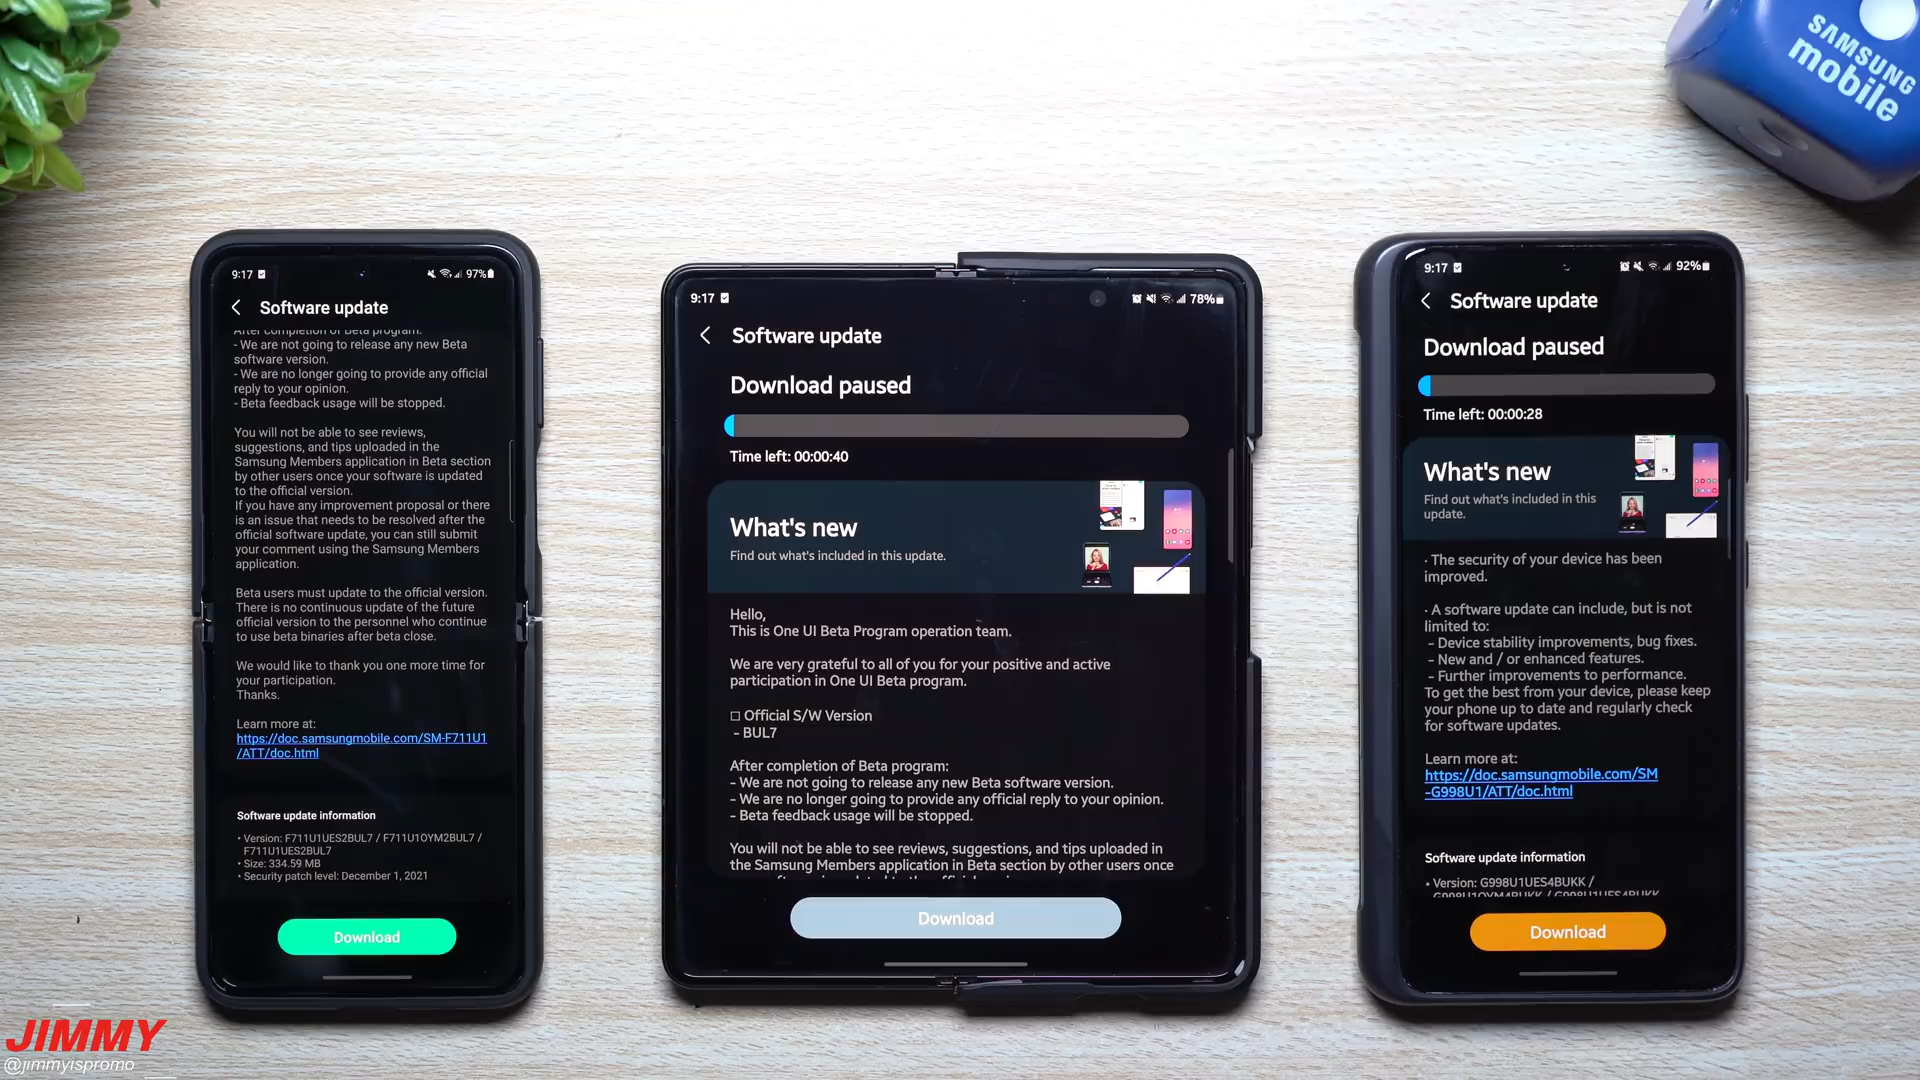 SAMSUNG
mobile
9:17
97%
Software update
After completion of Beta program:
- We are not going to release any new Beta
software version.
- We are no longer going to provide any official
reply to your opinion.
- Beta feedback usage will be stopped.
You will not be able to see reviews,
suggestions, and tips uploaded in the
Samsung Members application in Beta section
by other users once your software is updated
to the official version.
If you have any improvement proposal or there
is an issue that needs to be resolved after the
official software update, you can still submit
your comment using the Samsung Members
application.
Beta users must update to the official version.
There is no continuous update of the future
official version to the personnel who continue
to use beta binaries after beta close.
We would like to thank you one more time for
your participation.
Thanks.
Learn more at:
https://doc.samsungmobile.com/SM-F711U1
/ATT/doc.html
Software update information
• Version: F711U1UES2BUL7 / F711U1OYM2BUL7 /
F711U1UES2BUL7
• Size: 334.59 MB
• Security patch level: December 1, 2021
Download
9:17
78%
Software update
Download paused
Time left: 00:00:40
What's new
Find out what's included in this update.
Hello,
This is One UI Beta Program operation team.
We are very grateful to all of you for your positive and active
participation in One UI Beta program.
□ Official S/W Version
- BUL7
After completion of Beta program:
- We are not going to release any new Beta software version.
- We are no longer going to provide any official reply to your opinion.
- Beta feedback usage will be stopped.
You will not be able to see reviews, suggestions, and tips uploaded in
the Samsung Members application in Beta section by other users once
Download
9:17
92%
Software update
Download paused
Time left: 00:00:28
What's new
Find out what's included in this
update.
· The security of your device has been
improved.
· A software update can include, but is not
limited to:
- Device stability improvements, bug fixes.
- New and / or enhanced features.
- Further improvements to performance.
To get the best from your device, please keep
your phone up to date and regularly check
for software updates.
Learn more at:
https://doc.samsungmobile.com/SM
-G998U1/ATT/doc.html
Software update information
• Version: G998U1UES4BUKK /
G998U1OYM4BUKK / G998U1UES4BUKK
Download
JIMMY
@jimmyispromo